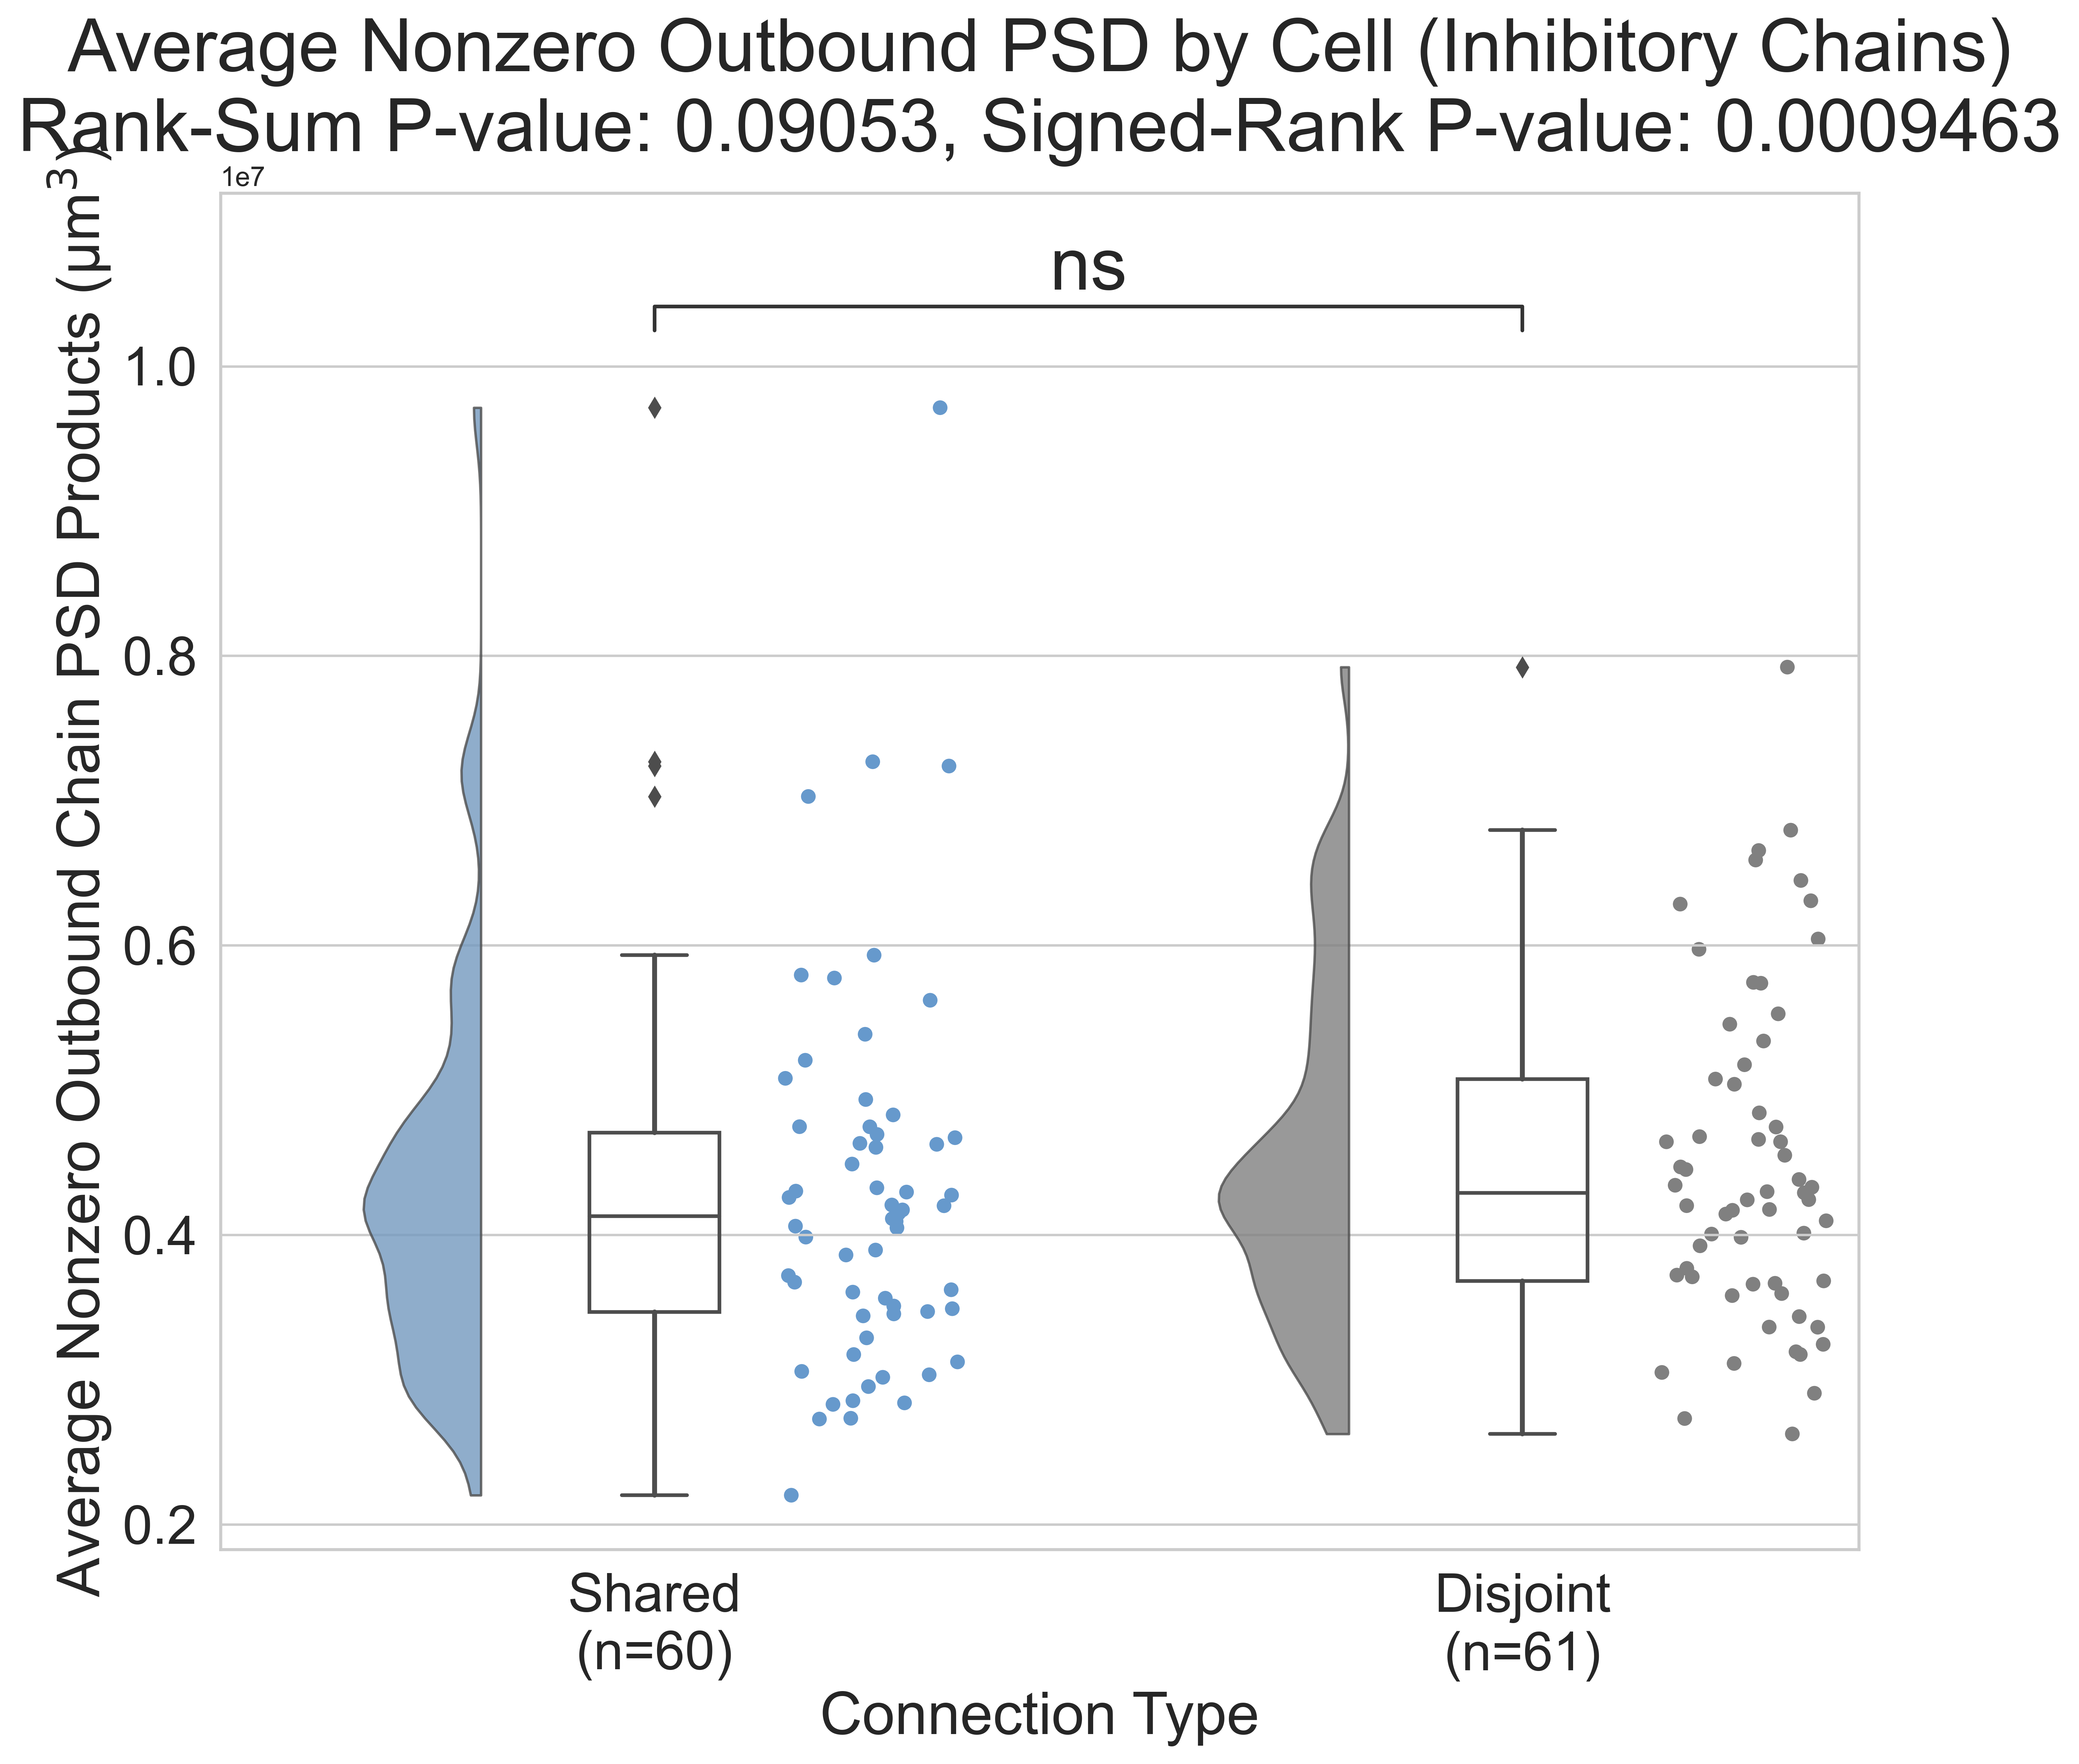 Average Nonzero Outbound PSD by Cell (Inhibitory Chains)
Rank-Sum P-value: 0.09053, Signed-Rank P-value: 0.0009463
Average Nonzero Outbound Chain PSD Products (μm³)
1e7
ns
1.0
0.8
0.6
0.4
0.2
Shared
(n=60)
Disjoint
(n=61)
Connection Type